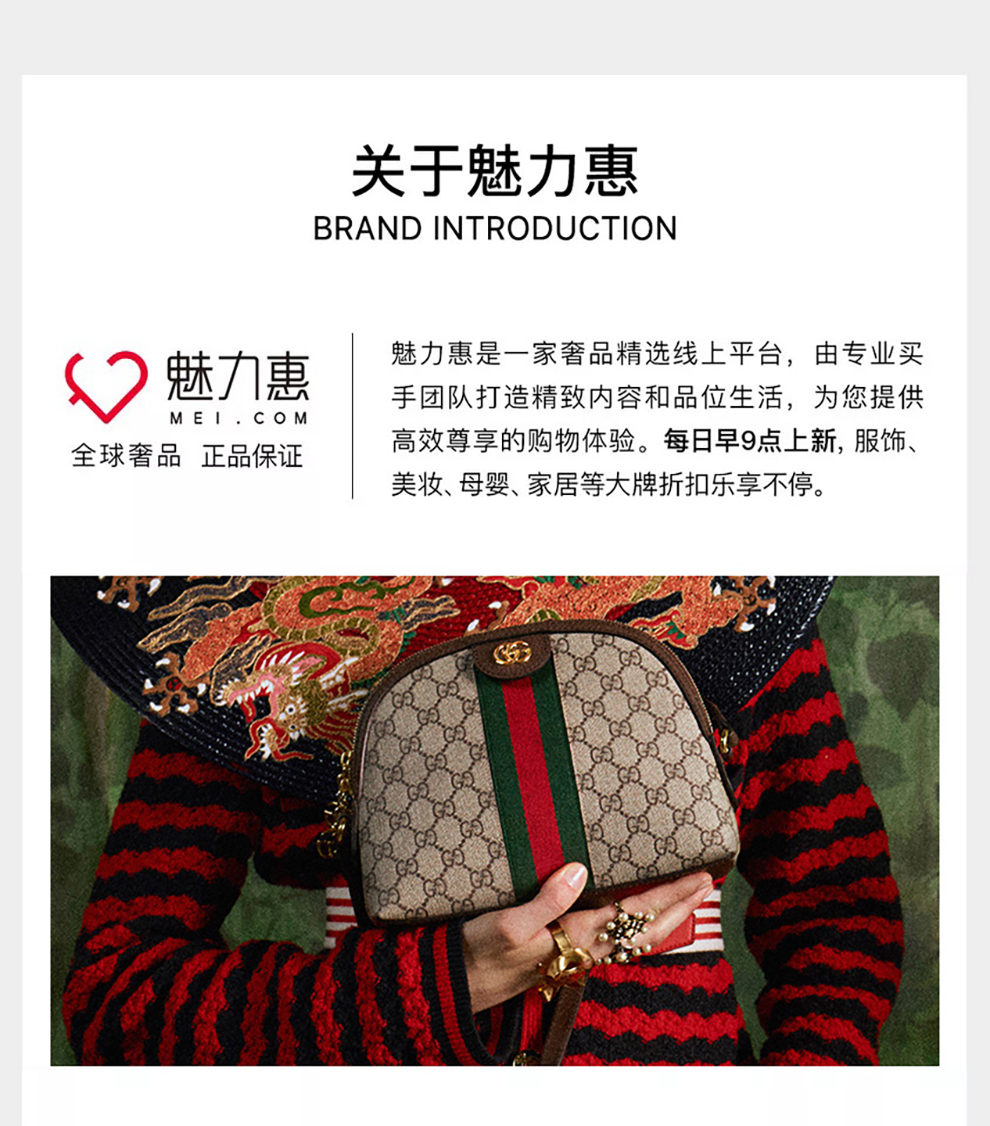 关于魅力惠
BRAND INTRODUCTION
魅力惠
MEI.COM
全球奢品 正品保证
魅力惠是一家奢品精选线上平台，由专业买
手团队打造精致内容和品位生活，为您提供
高效尊享的购物体验。每日早9点上新，服饰、
美妆、母婴、家居等大牌折扣乐享不停。